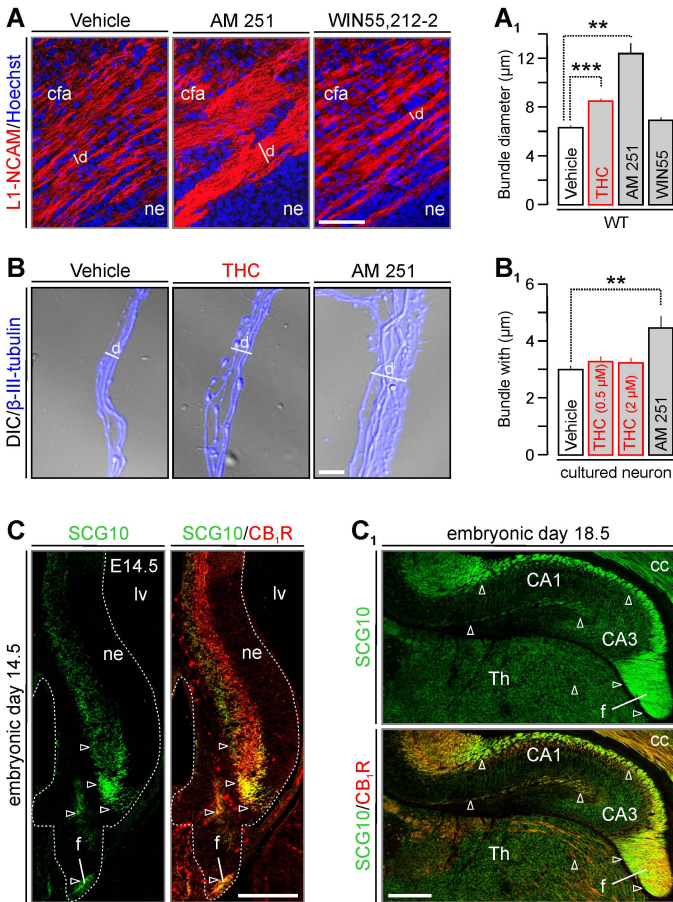 A
Vehicle
AM 251
WIN55,212-2
L1-NCAM/Hoechst
cfa
d
ne
cfa
d
ne
cfa
d
ne
A1
Bundle diameter (µm)
12
8
4
0
**
***
Vehicle
THC
AM 251
WIN55
WT
B
Vehicle
THC
AM 251
DIC/β-III-tubulin
d
d
d
B1
Bundle with (µm)
6
4
2
0
**
Vehicle
THC (0.5 µM)
THC (2 µM)
AM 251
cultured neuron
C
SCG10
SCG10/CB1R
embryonic day 14.5
E14.5
lv
ne
f
lv
ne
f
C1
embryonic day 18.5
SCG10
CA1
cc
CA3
Th
f
SCG10/CB1R
CA1
cc
CA3
Th
f